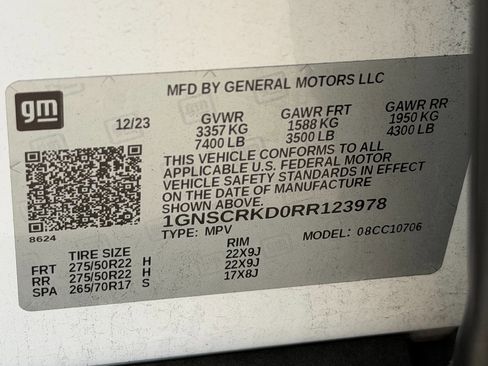 gm
MFD BY GENERAL MOTORS LLC
12/23 GVWR GAWR FRT GAWR RR
3357 KG 1588 KG 1950 KG
7400 LB 3500 LB 4300 LB
THIS VEHICLE CONFORMS TO ALL
APPLICABLE U.S. FEDERAL MOTOR
VEHICLE SAFETY STANDARDS IN EFFECT
ON THE DATE OF MANUFACTURE
SHOWN ABOVE.
8624
1GNSCRKD0RR123978
TYPE: MPV MODEL: 08CC10706
TIRE SIZE RIM
FRT 275/50R22 H 22X9J
RR 275/50R22 H 22X9J
SPA 265/70R17 S 17X8J